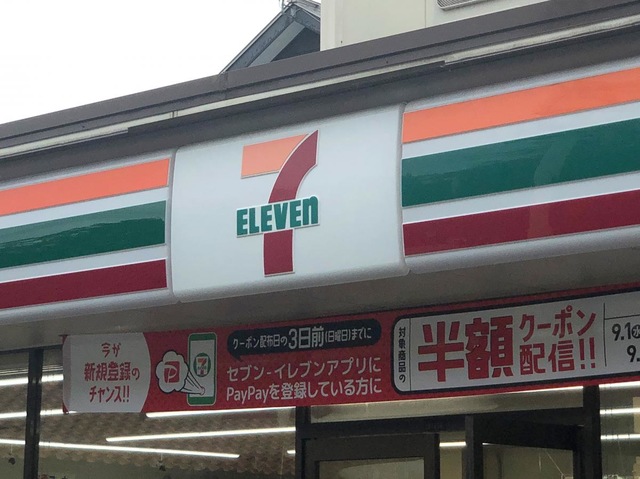 7
ELEVEn
今が
新規登録の
チャンス!!
クーポン配布日の3日前(日曜日)までに
セブン-イレブンアプリに
PayPayを登録している方に
対象商品の
半額クーポン
配信!!
9.1
9.